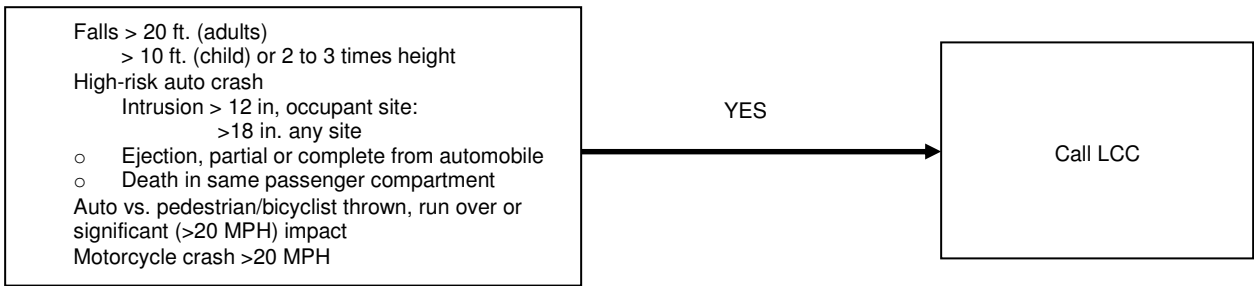 Falls > 20 ft. (adults)
> 10 ft. (child) or 2 to 3 times height
High-risk auto crash
Intrusion > 12 in, occupant site:
>18 in. any site
o Ejection, partial or complete from automobile
o Death in same passenger compartment
Auto vs. pedestrian/bicyclist thrown, run over or
significant (>20 MPH) impact
Motorcycle crash >20 MPH
YES
Call LCC